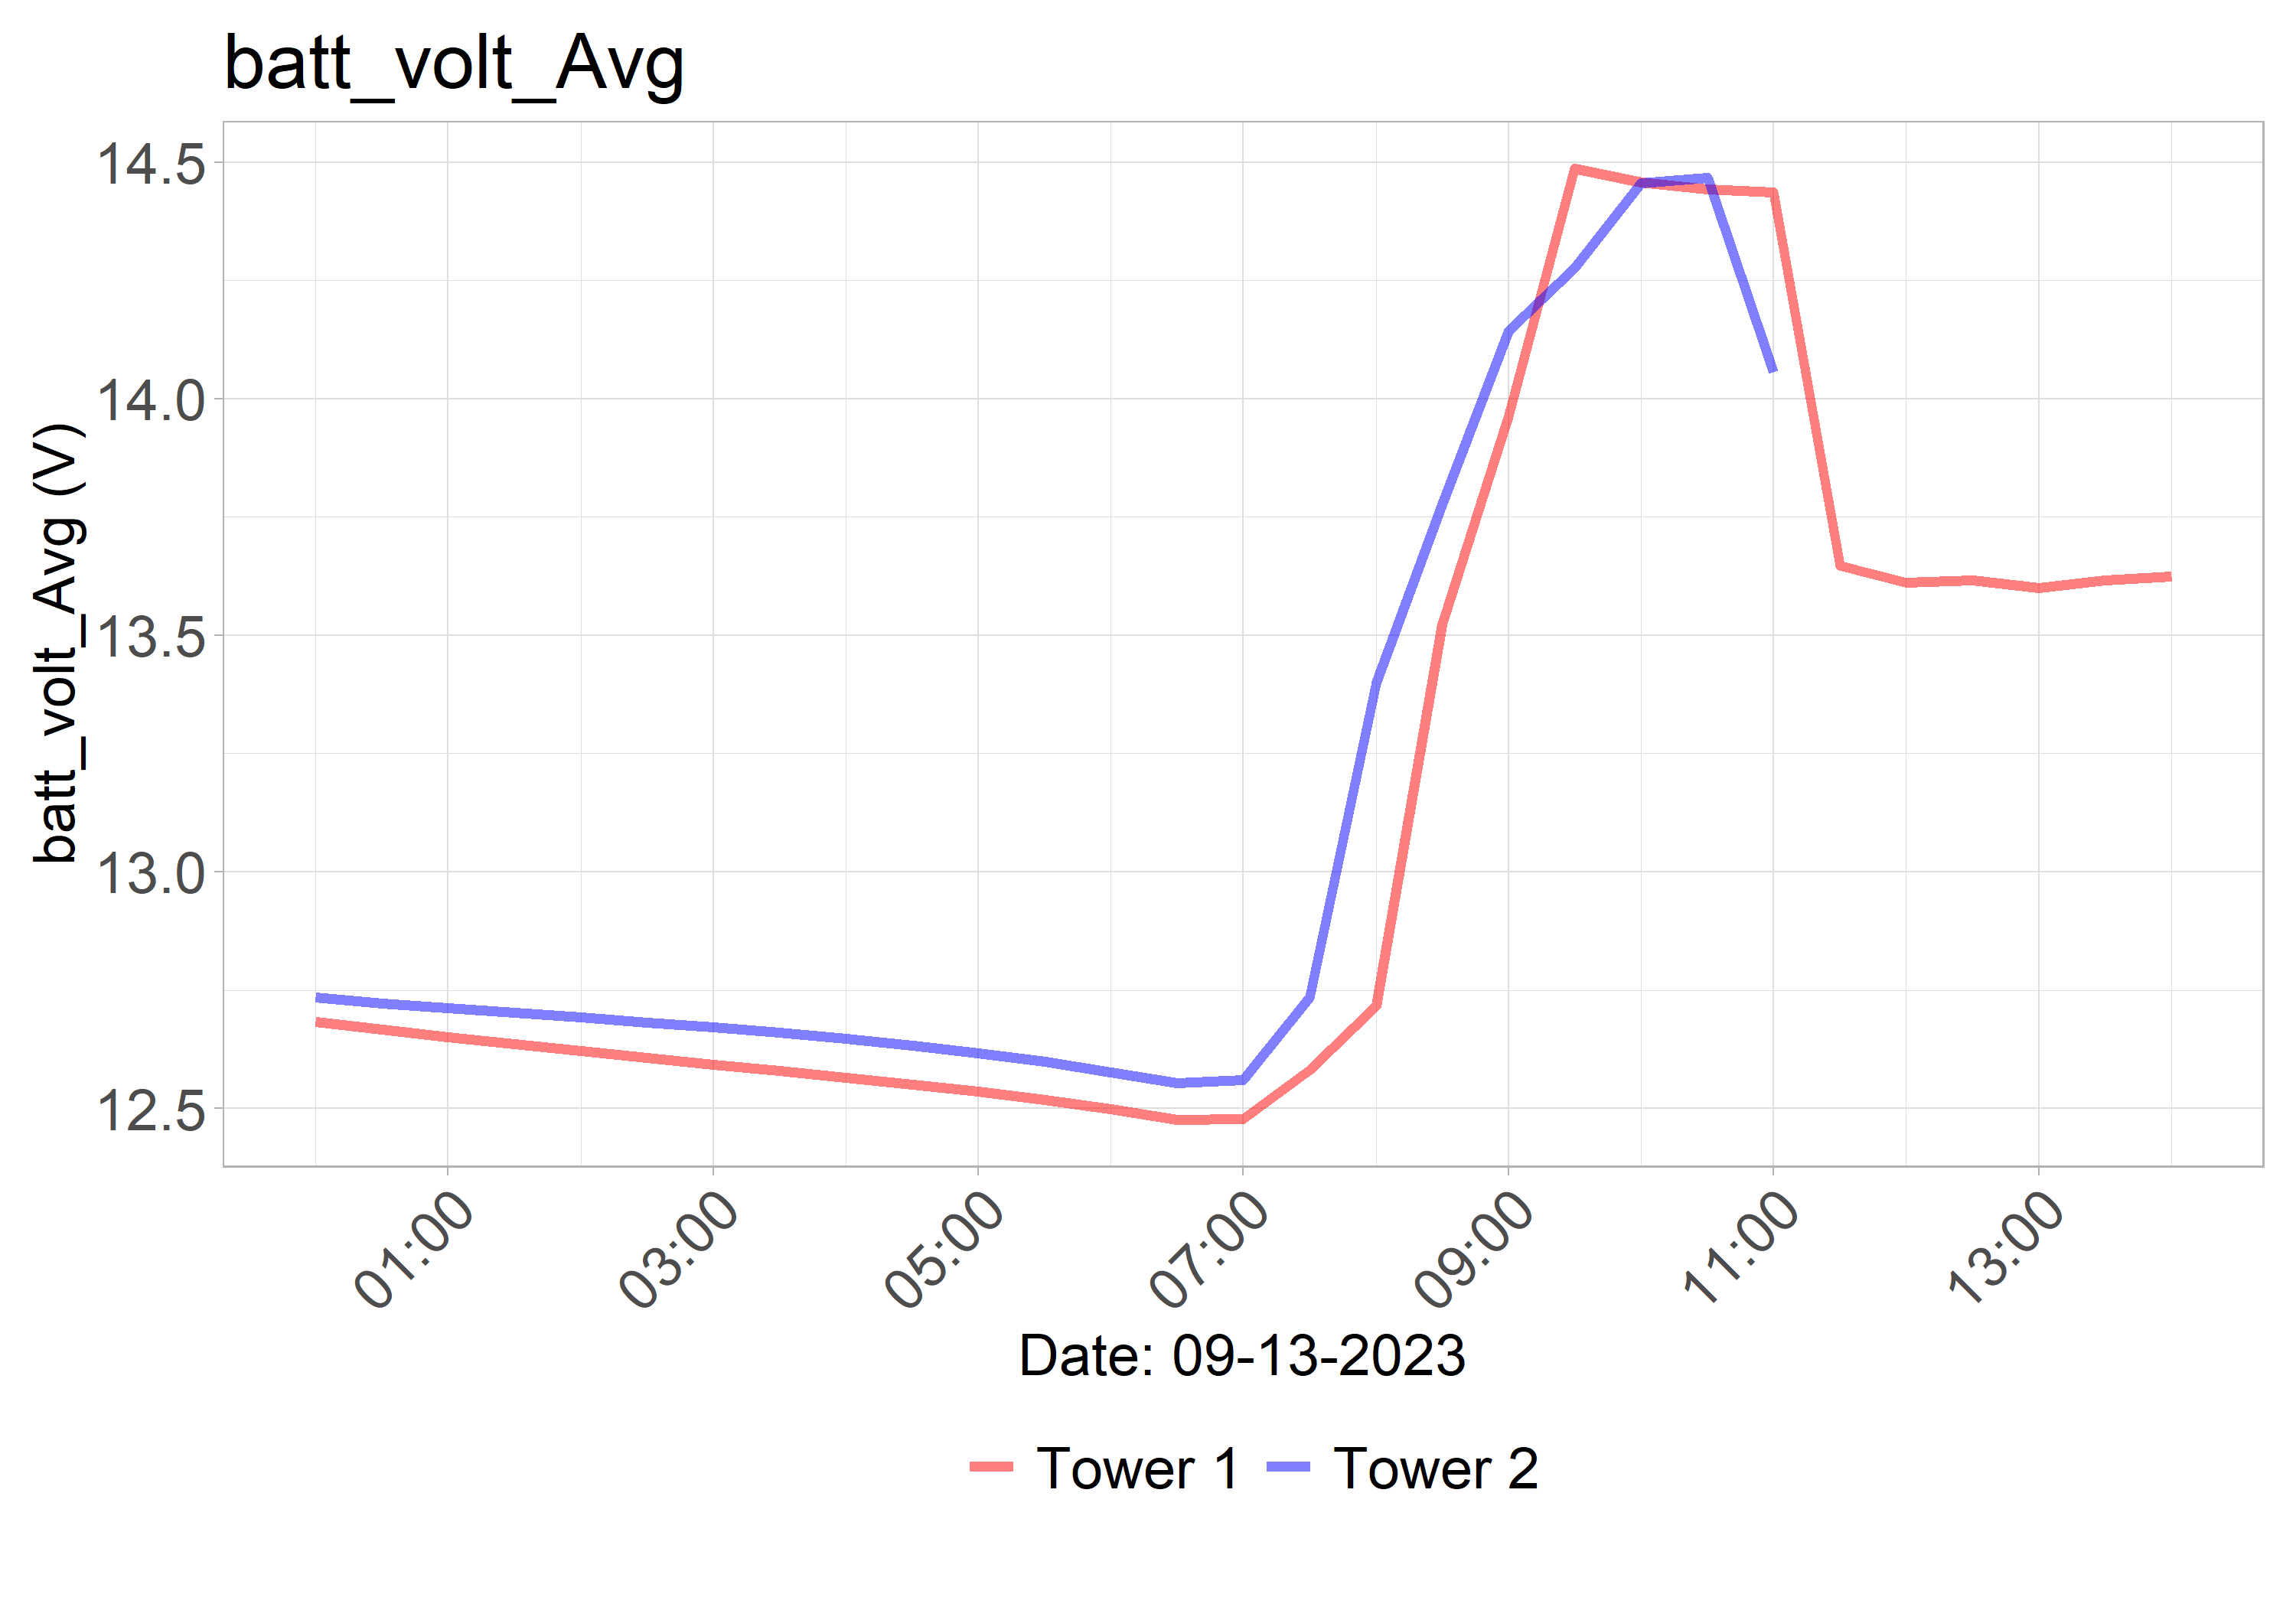 batt_volt_Avg
14.5
14.0
13.5
13.0
12.5
batt_volt_Avg (V)
01:00 03:00 05:00 07:00 09:00 11:00 13:00
Date: 09-13-2023
Tower 1 Tower 2